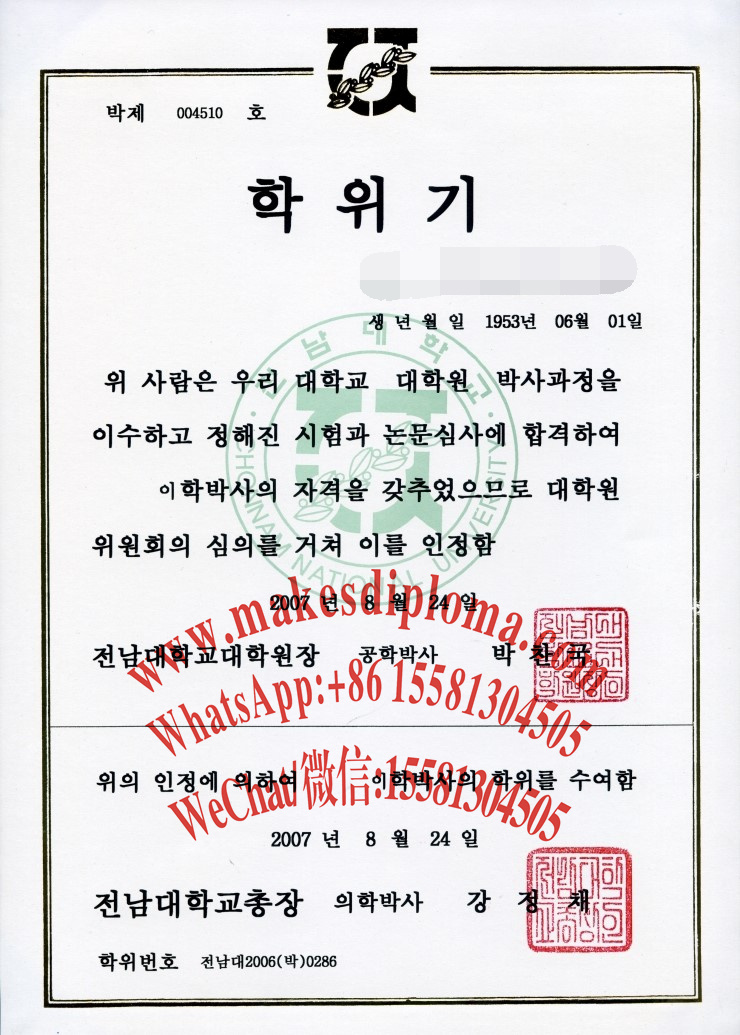 박제 004510 호
학위기
생년월일 1953년 06월 01일
전남대학교
CHONNAM NATIONAL UNIVERSITY
위 사람은 우리 대학교 대학원 박사과정을
이수하고 정해진 시험과 논문심사에 합격하여
이학박사의 자격을 갖추었으므로 대학원
위원회의 심의를 거쳐 이를 인정함
2007 년 8 월 24 일
www.makesdiploma.com
전남대학교대학원장 공학박사 박 찬 국
WhatsApp:+86 15581304505
위의 인정에 의하여 이학박사의 학위를 수여함
WeChat/微信:15581304505
2007 년 8 월 24 일
전남대학교총장 의학박사 강 정 채
학위번호 전남대2006(박)0286